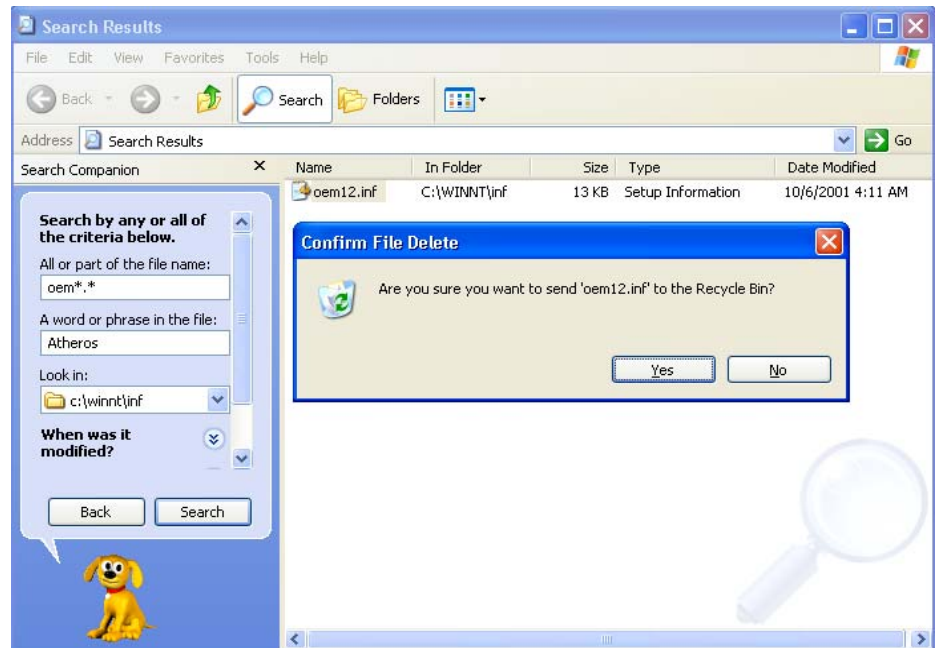 Search Results
File Edit View Favorites Tools Help
Back Search Folders
Address Search Results Go
Search Companion
Name In Folder Size Type Date Modified
oem12.inf C:\WINNT\inf 13 KB Setup Information 10/6/2001 4:11 AM
Search by any or all of
the criteria below.
All or part of the file name:
oem*.*
A word or phrase in the file:
Atheros
Look in:
c:\winnt\inf
When was it
modified?
Back Search
Confirm File Delete
Are you sure you want to send 'oem12.inf' to the Recycle Bin?
Yes No